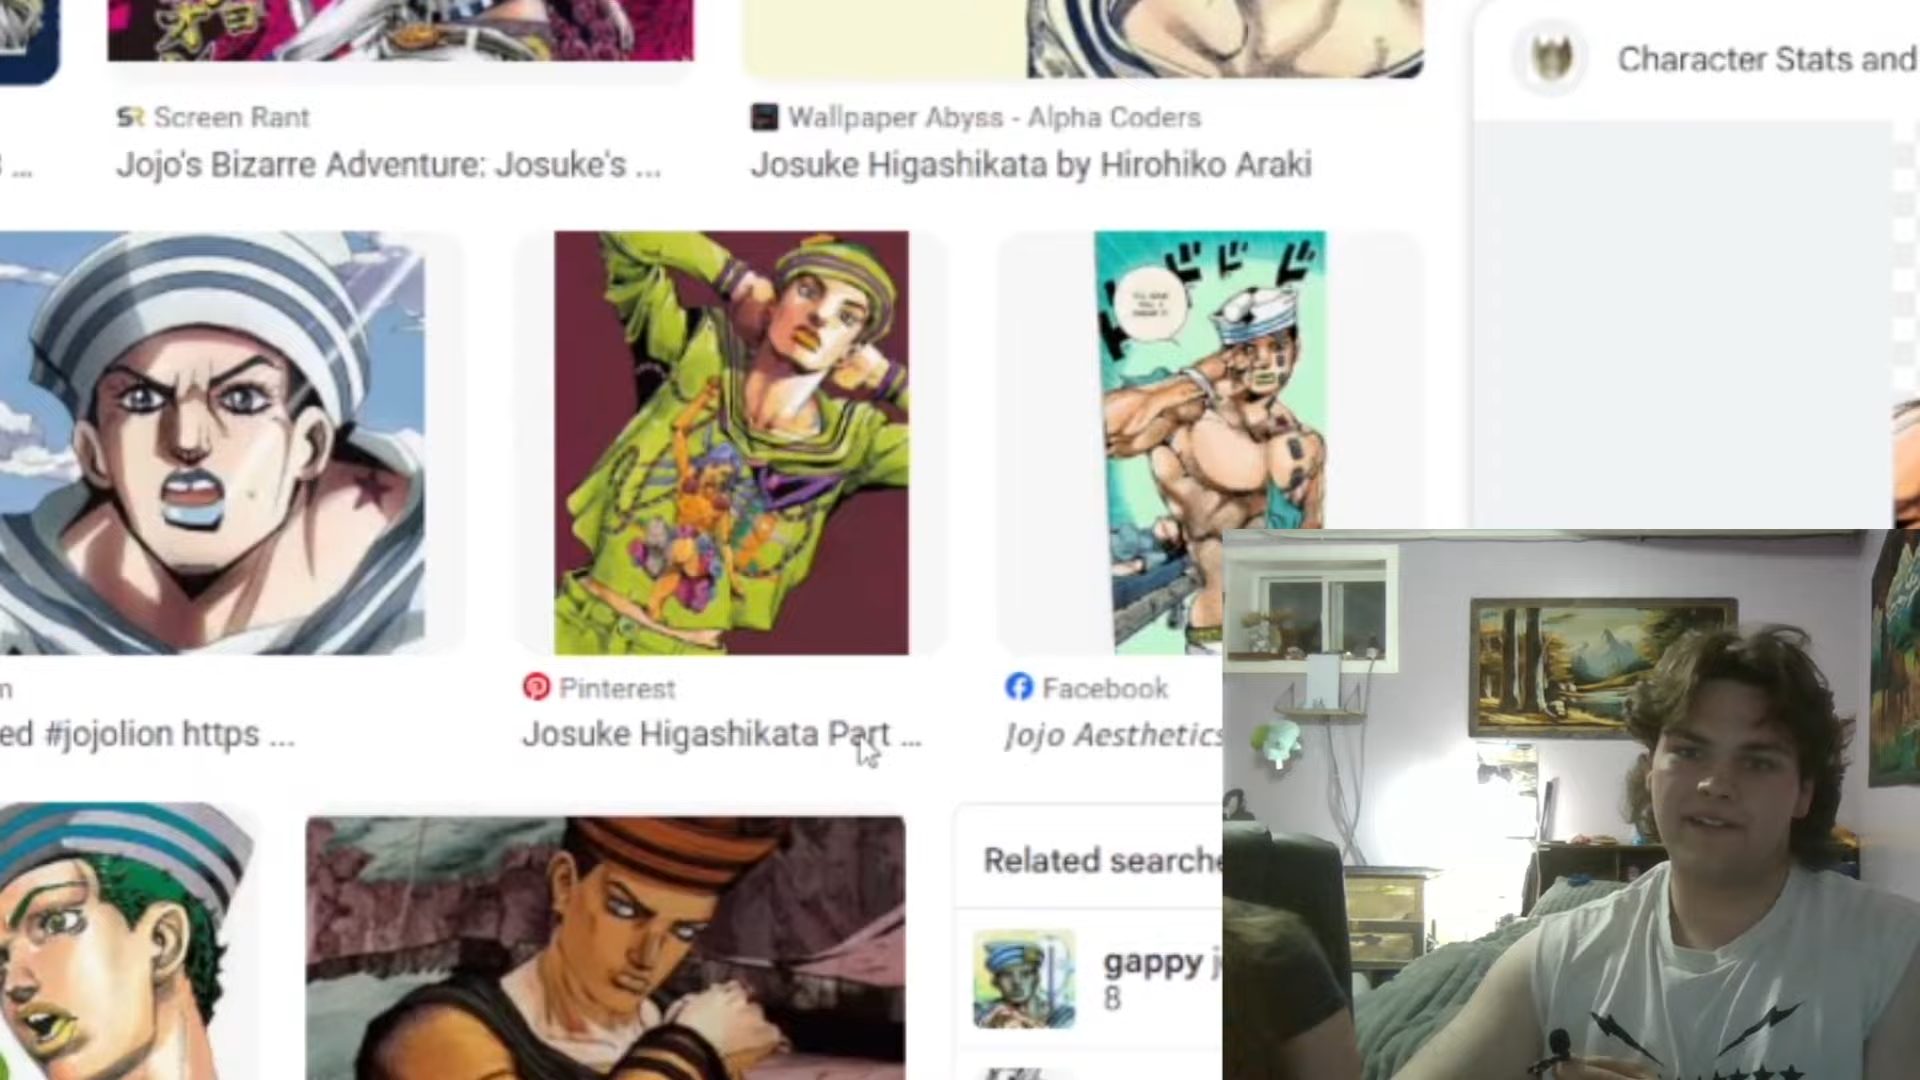 Character Stats and
Screen Rant
Jojo's Bizarre Adventure: Josuke's ...
Wallpaper Abyss - Alpha Coders
Josuke Higashikata by Hirohiko Araki
...
ed #jojolion https ...
Pinterest
Josuke Higashikata Part ...
Facebook
Jojo Aesthetics
Related searche
gappy j
8